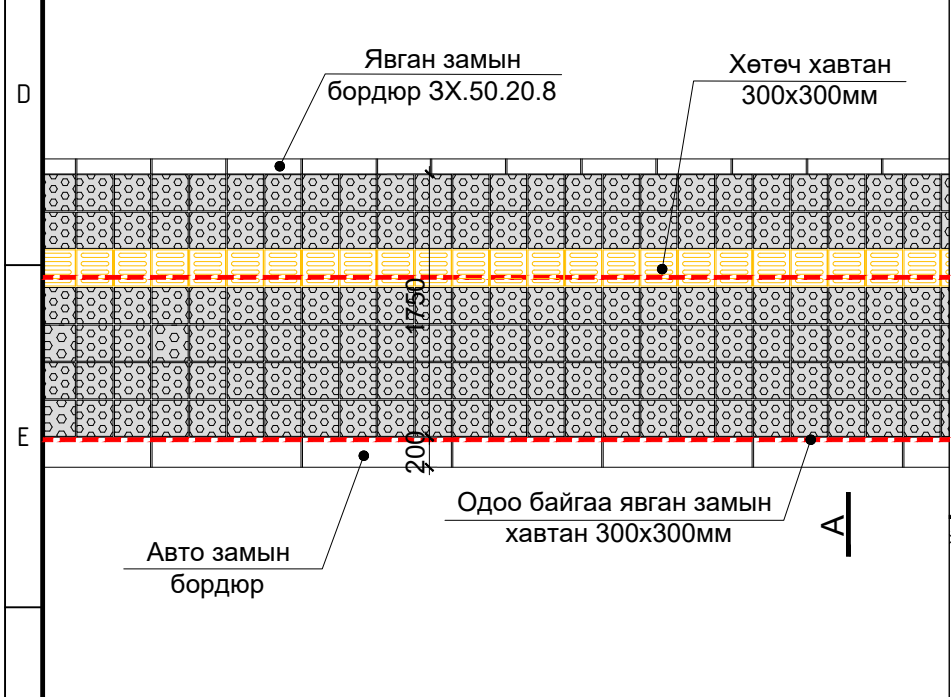 D
Явган замын
бордюр ЗХ.50.20.8
Хөтөч хавтан
300х300мм
1750
E
200
Одоо байгаа явган замын
хавтан 300х300мм
A
Авто замын
бордюр